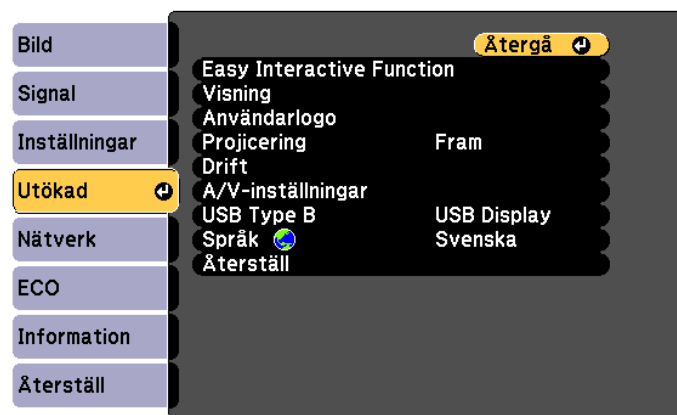 Bild
Signal
Inställningar
Utökad
Nätverk
ECO
Information
Återställ
Återgå
Easy Interactive Function
Visning
Användarlogo
Projicering Fram
Drift
A/V-inställningar
USB Type B USB Display
Språk Svenska
Återställ